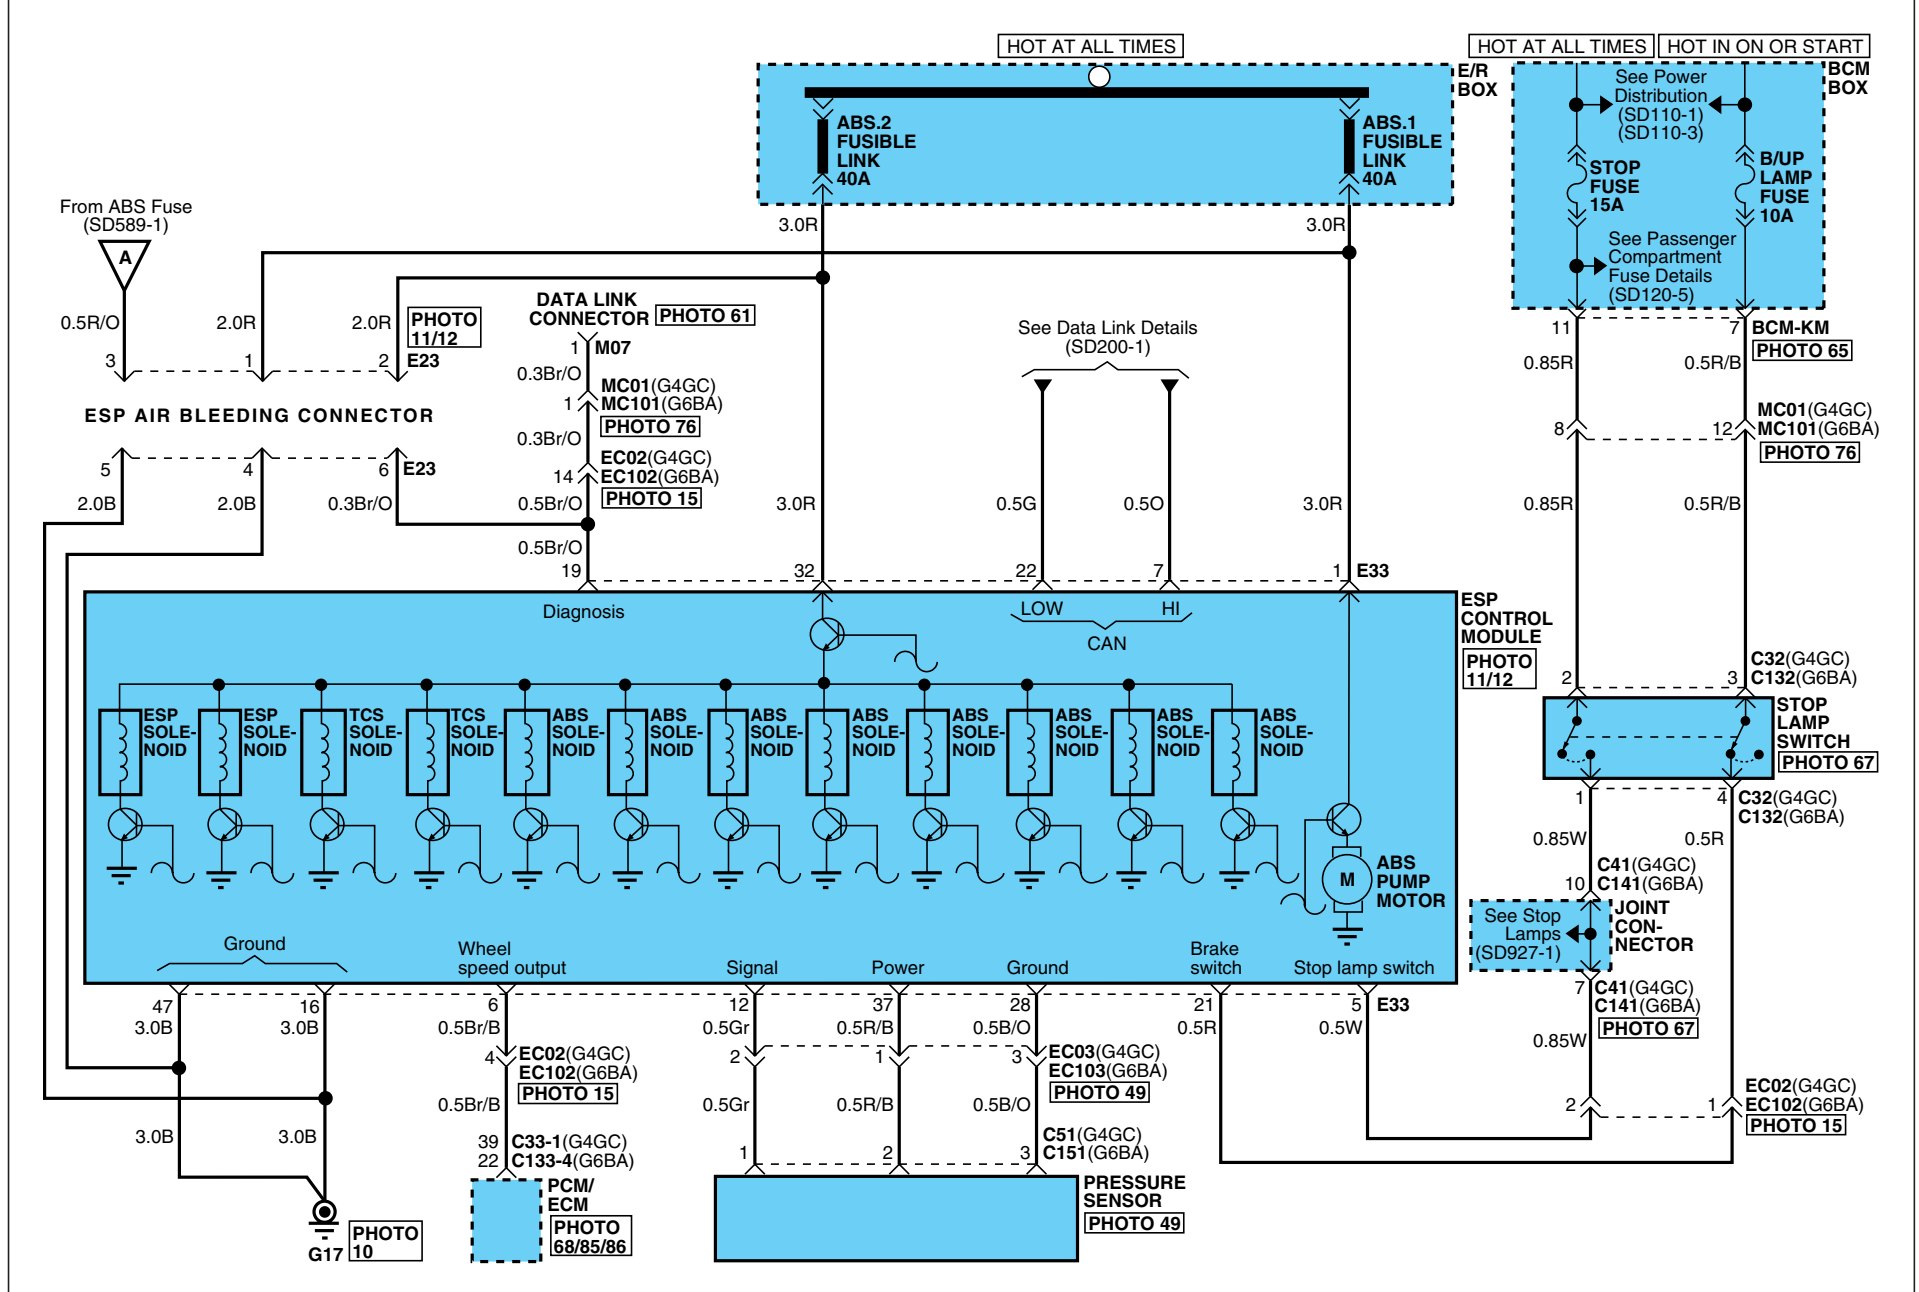 HOT AT ALL TIMES
HOT AT ALL TIMES
HOT IN ON OR START
E/R
BOX
ABS.2
FUSIBLE
LINK
40A
ABS.1
FUSIBLE
LINK
40A
BCM
BOX
See Power
Distribution
(SD110-1)
(SD110-3)
STOP
FUSE
15A
B/UP
LAMP
FUSE
10A
See Passenger
Compartment
Fuse Details
(SD120-5)
From ABS Fuse
(SD589-1)
A
3.0R
3.0R
0.5R/O
2.0R
2.0R
PHOTO
11/12
3
1
2
E23
ESP AIR BLEEDING CONNECTOR
5
4
6
E23
2.0B
2.0B
0.3Br/O
DATA LINK
CONNECTOR
PHOTO 61
1
M07
0.3Br/O
MC01(G4GC)
1
MC101(G6BA)
PHOTO 76
0.3Br/O
EC02(G4GC)
14
EC102(G6BA)
PHOTO 15
0.5Br/O
0.5Br/O
19
See Data Link Details
(SD200-1)
3.0R
0.5G
0.5O
3.0R
32
22
7
1
E33
11
7
BCM-KM
PHOTO 65
0.85R
0.5R/B
MC01(G4GC)
8
12
MC101(G6BA)
PHOTO 76
0.85R
0.5R/B
C32(G4GC)
2
3
C132(G6BA)
STOP
LAMP
SWITCH
PHOTO 67
1
4
C32(G4GC)
C132(G6BA)
0.85W
0.5R
C41(G4GC)
10
C141(G6BA)
See Stop
Lamps
(SD927-1)
JOINT
CON-
NECTOR
7
C41(G4GC)
C141(G6BA)
PHOTO 67
0.85W
2
1
EC02(G4GC)
EC102(G6BA)
PHOTO 15
Diagnosis
LOW
HI
CAN
ESP
CONTROL
MODULE
PHOTO
11/12
ESP
SOLE-
NOID
ESP
SOLE-
NOID
TCS
SOLE-
NOID
TCS
SOLE-
NOID
ABS
SOLE-
NOID
ABS
SOLE-
NOID
ABS
SOLE-
NOID
ABS
SOLE-
NOID
ABS
SOLE-
NOID
ABS
SOLE-
NOID
ABS
SOLE-
NOID
ABS
SOLE-
NOID
M
ABS
PUMP
MOTOR
Ground
Wheel
speed output
Signal
Power
Ground
Brake
switch
Stop lamp switch
47
16
6
12
37
28
21
5
E33
3.0B
3.0B
0.5Br/B
0.5Gr
0.5R/B
0.5B/O
0.5R
0.5W
4
EC02(G4GC)
EC102(G6BA)
PHOTO 15
2
1
3
EC03(G4GC)
EC103(G6BA)
PHOTO 49
0.5Br/B
0.5Gr
0.5R/B
0.5B/O
3.0B
3.0B
39
C33-1(G4GC)
22
C133-4(G6BA)
1
2
3
C51(G4GC)
C151(G6BA)
PCM/
ECM
PHOTO
68/85/86
PRESSURE
SENSOR
PHOTO 49
G17
PHOTO
10